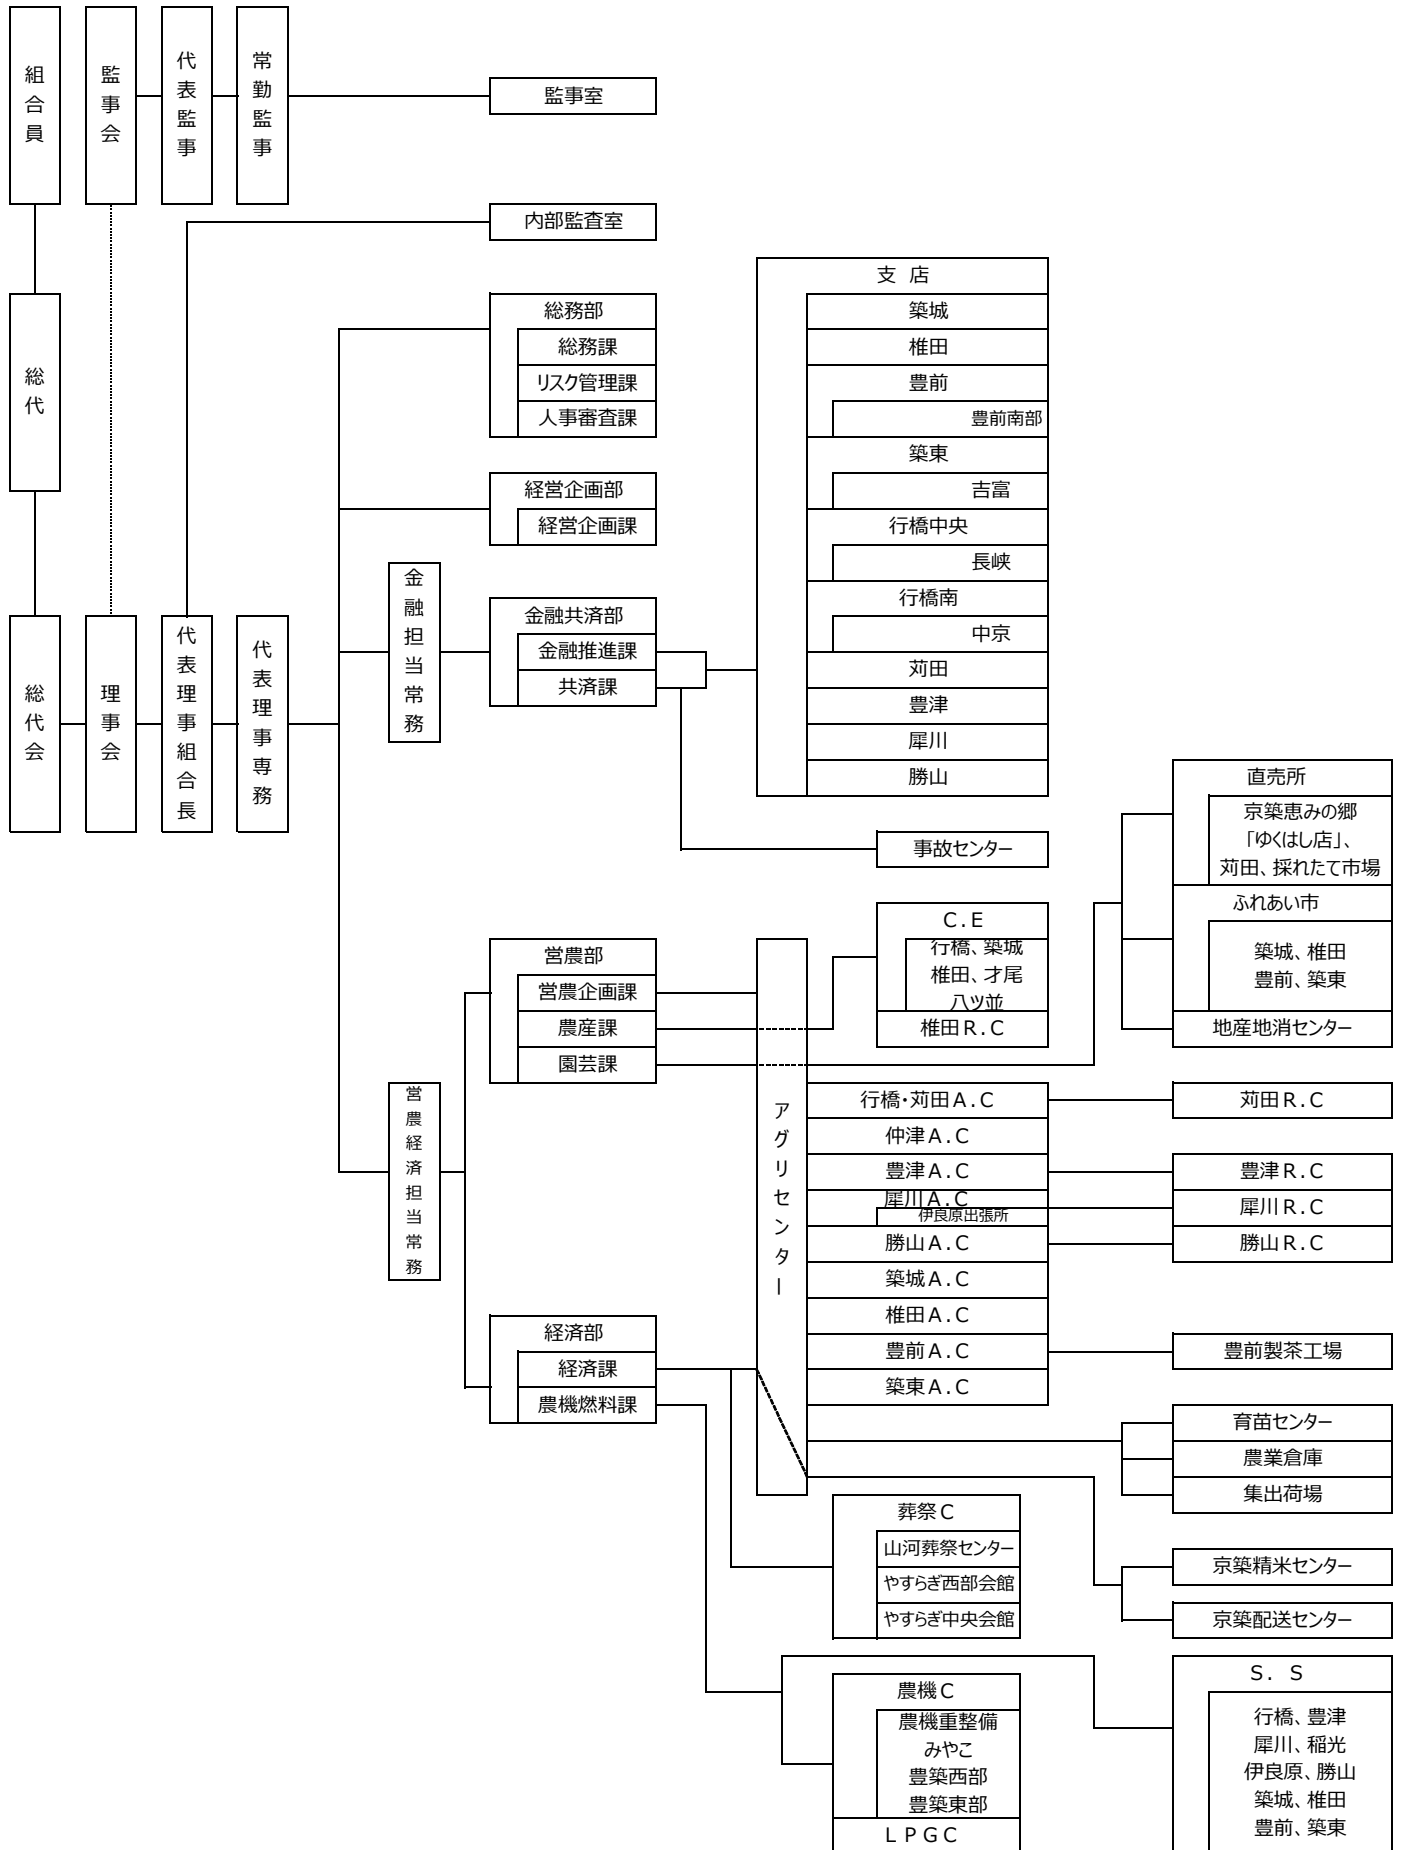 組合員
監事会
代表監事
常勤監事
監事室
内部監査室
総代
総務部
総務課
リスク管理課
人事審査課
経営企画部
経営企画課
総代会
理事会
代表理事組合長
代表理事専務
金融担当常務
金融共済部
金融推進課
共済課
支 店
築城
椎田
豊前
豊前南部
築東
吉富
行橋中央
長峡
行橋南
中京
苅田
豊津
犀川
勝山
事故センター
直売所
京築恵みの郷
「ゆくはし店」、
苅田、採れたて市場
ふれあい市
築城、椎田
豊前、築東
地産地消センター
C.E
行橋、築城
椎田、才尾
八ツ並
椎田R.C
営農経済担当常務
営農部
営農企画課
農産課
園芸課
アグリセンター
行橋・苅田A.C
仲津A.C
豊津A.C
犀川A.C
伊良原出張所
勝山A.C
築城A.C
椎田A.C
豊前A.C
築東A.C
苅田R.C
豊津R.C
犀川R.C
勝山R.C
豊前製茶工場
経済部
経済課
農機燃料課
育苗センター
農業倉庫
集出荷場
葬祭C
山河葬祭センター
やすらぎ西部会館
やすらぎ中央会館
京築精米センター
京築配送センター
農機C
農機重整備
みやこ
豊築西部
豊築東部
LPGC
S.S
行橋、豊津
犀川、稲光
伊良原、勝山
築城、椎田
豊前、築東